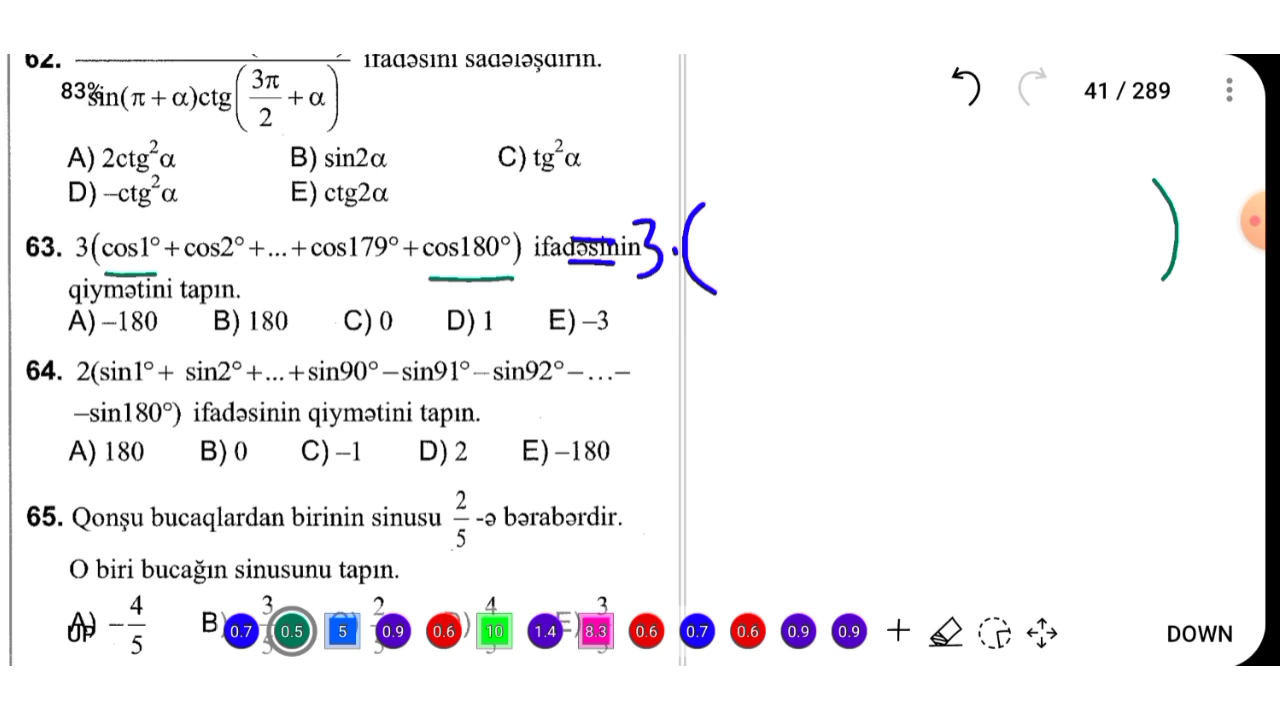 62. ifadəsini sadələşdirin.
83%
sin(π + α)ctg(3π/2 + α)
41 / 289
A) 2ctg²α B) sin2α C) tg²α
D) –ctg²α E) ctg2α
63. 3(cos1° + cos2° + ... + cos179° + cos180°) ifadəsinin = 3 · ( )
qiymətini tapın.
A) –180 B) 180 C) 0 D) 1 E) –3
64. 2(sin1° + sin2° + ... + sin90° – sin91° – sin92° – ... –
–sin180°) ifadəsinin qiymətini tapın.
A) 180 B) 0 C) –1 D) 2 E) –180
65. Qonşu bucaqlardan birinin sinusu 2/5 -ə bərabərdir.
O biri bucağın sinusunu tapın.
A) –4/5 B)
UP 0.7 0.5 5 0.9 0.6 10 1.4 8.3 0.6 0.7 0.6 0.9 0.9 + DOWN